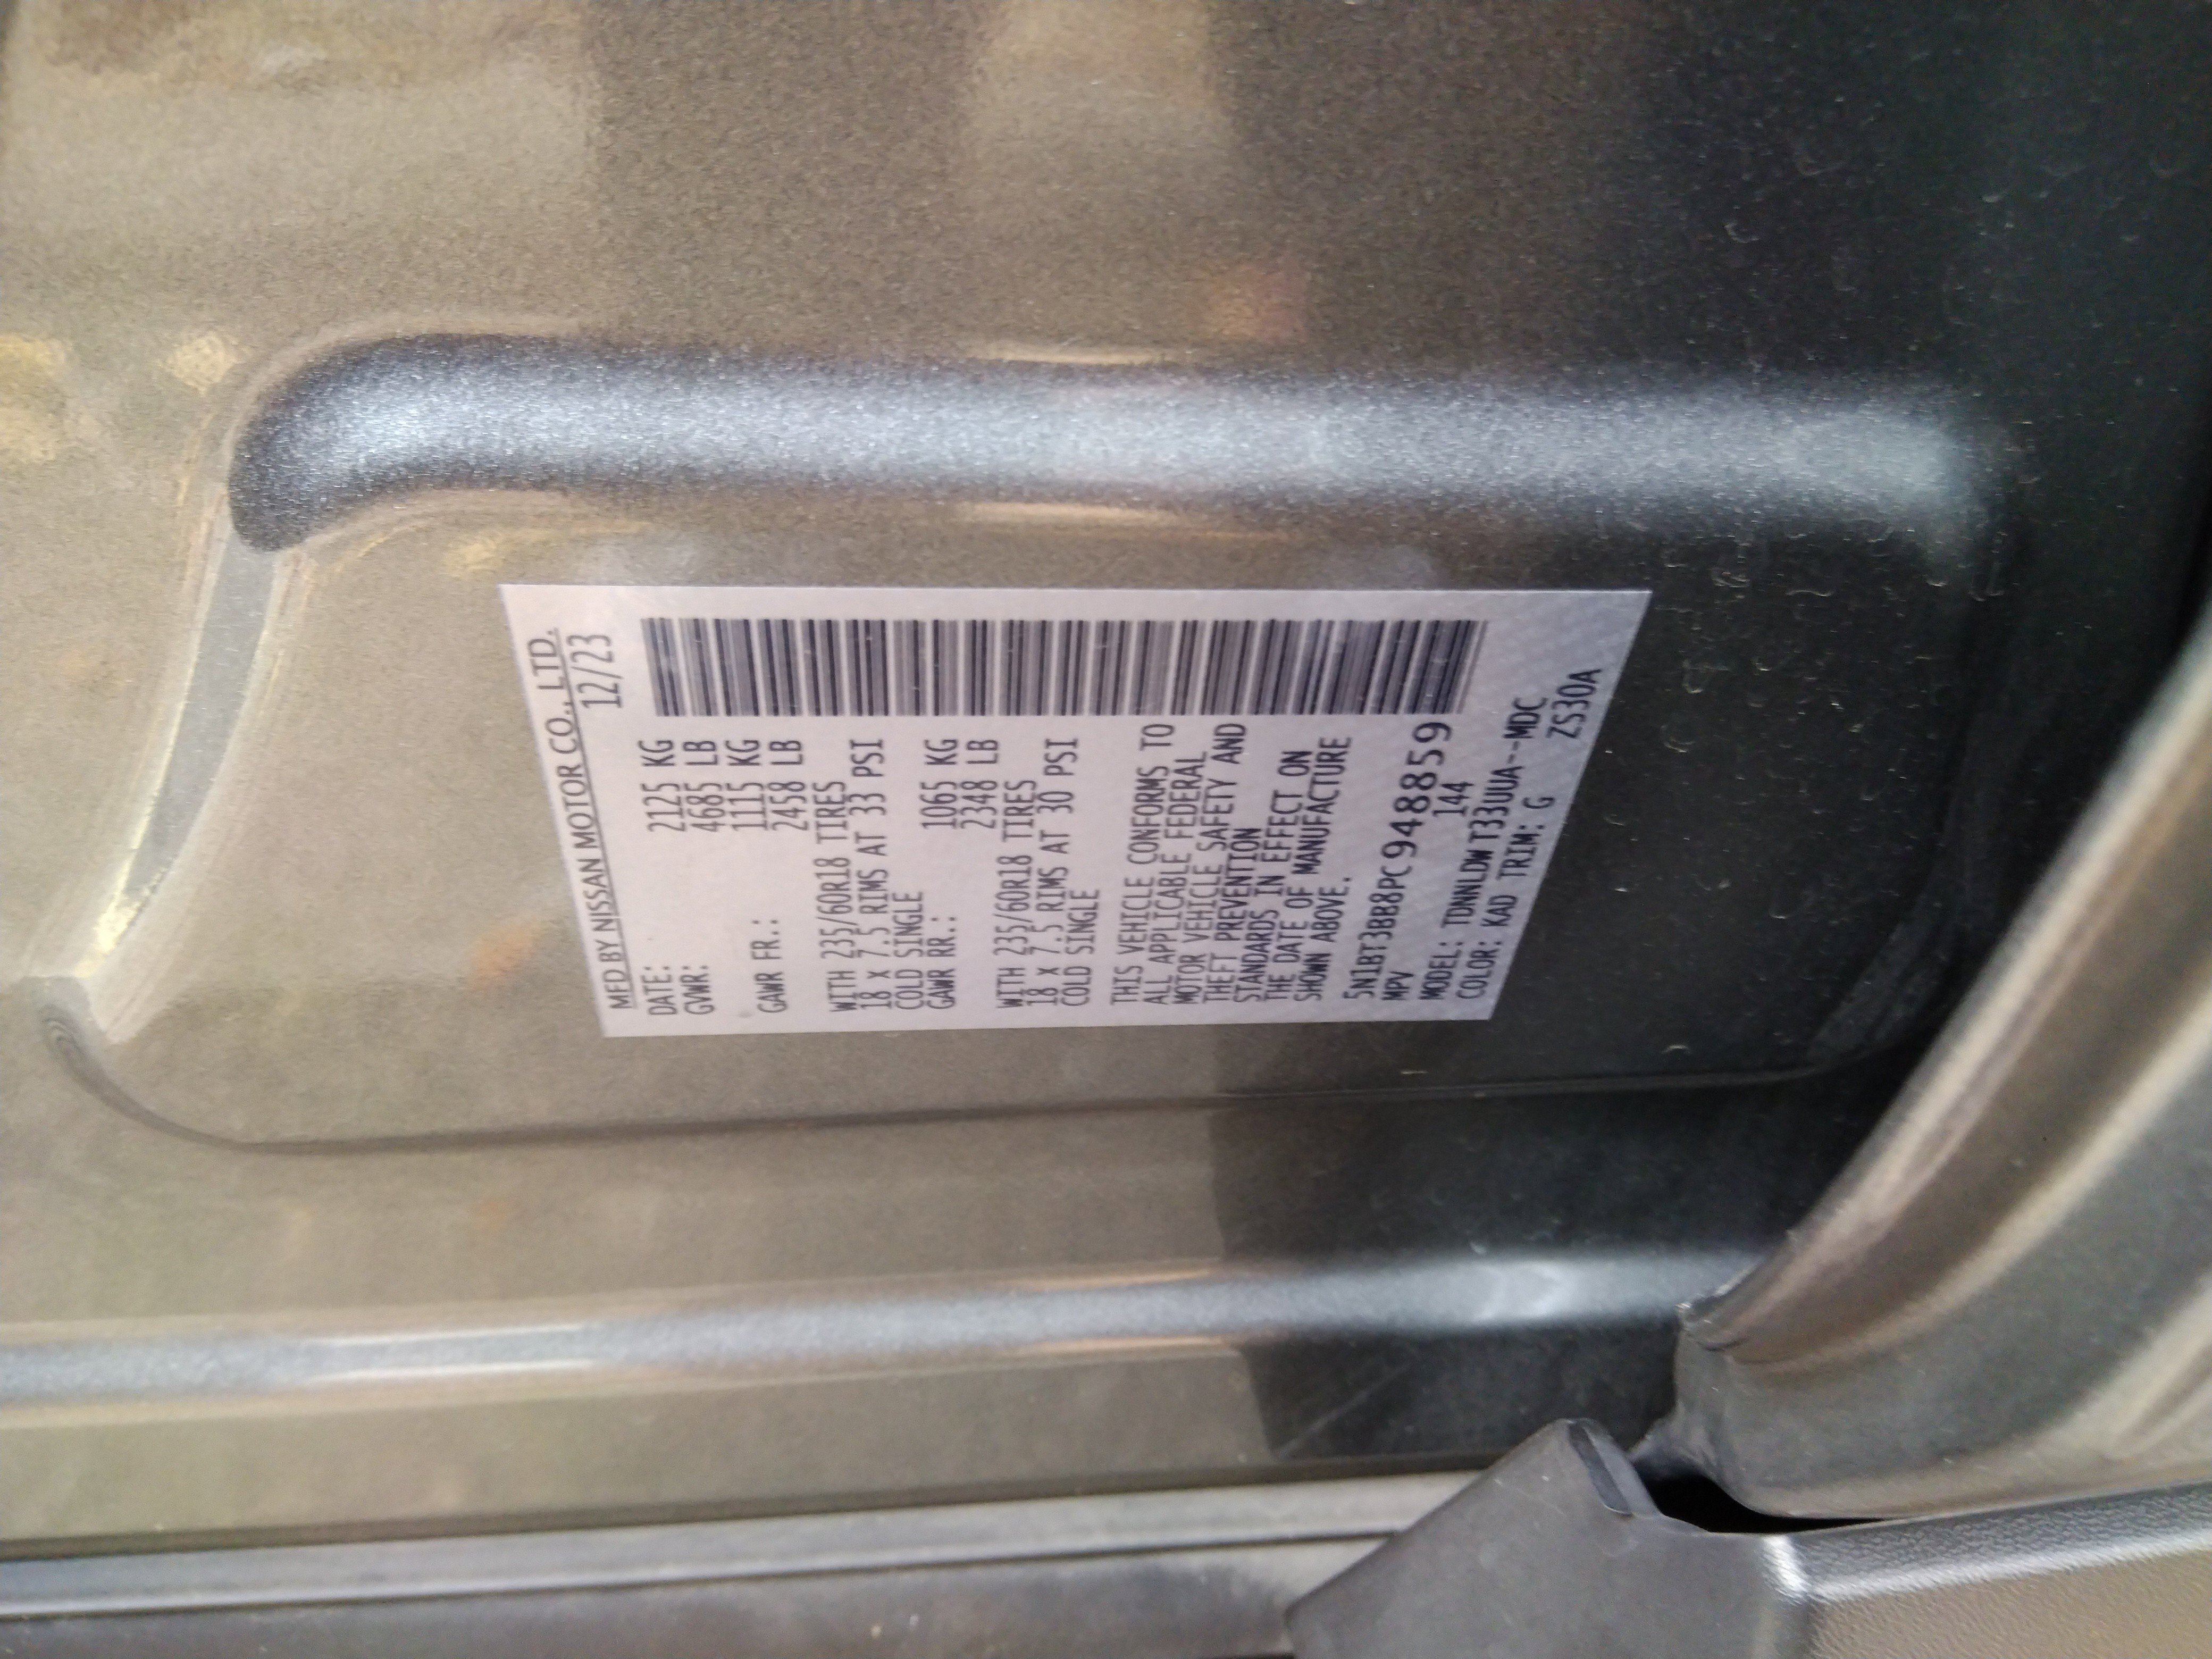 MFD BY NISSAN MOTOR CO., LTD.
DATE: 12/23
GVWR: 2125 KG
4685 LB
GAWR FR.: 1115 KG
2458 LB
WITH 235/60R18 TIRES
18 X 7.5 RIMS AT 33 PSI
COLD SINGLE
GAWR RR.: 1065 KG
2348 LB
WITH 235/60R18 TIRES
18 X 7.5 RIMS AT 30 PSI
COLD SINGLE
THIS VEHICLE CONFORMS TO
ALL APPLICABLE FEDERAL
MOTOR VEHICLE SAFETY AND
THEFT PREVENTION
STANDARDS IN EFFECT ON
THE DATE OF MANUFACTURE
SHOWN ABOVE.
5N1BT3BB8PC948859
MPV 144
MODEL: TDNNLDWT33UUA--MDC
COLOR: KAD TRIM: G ZS30A